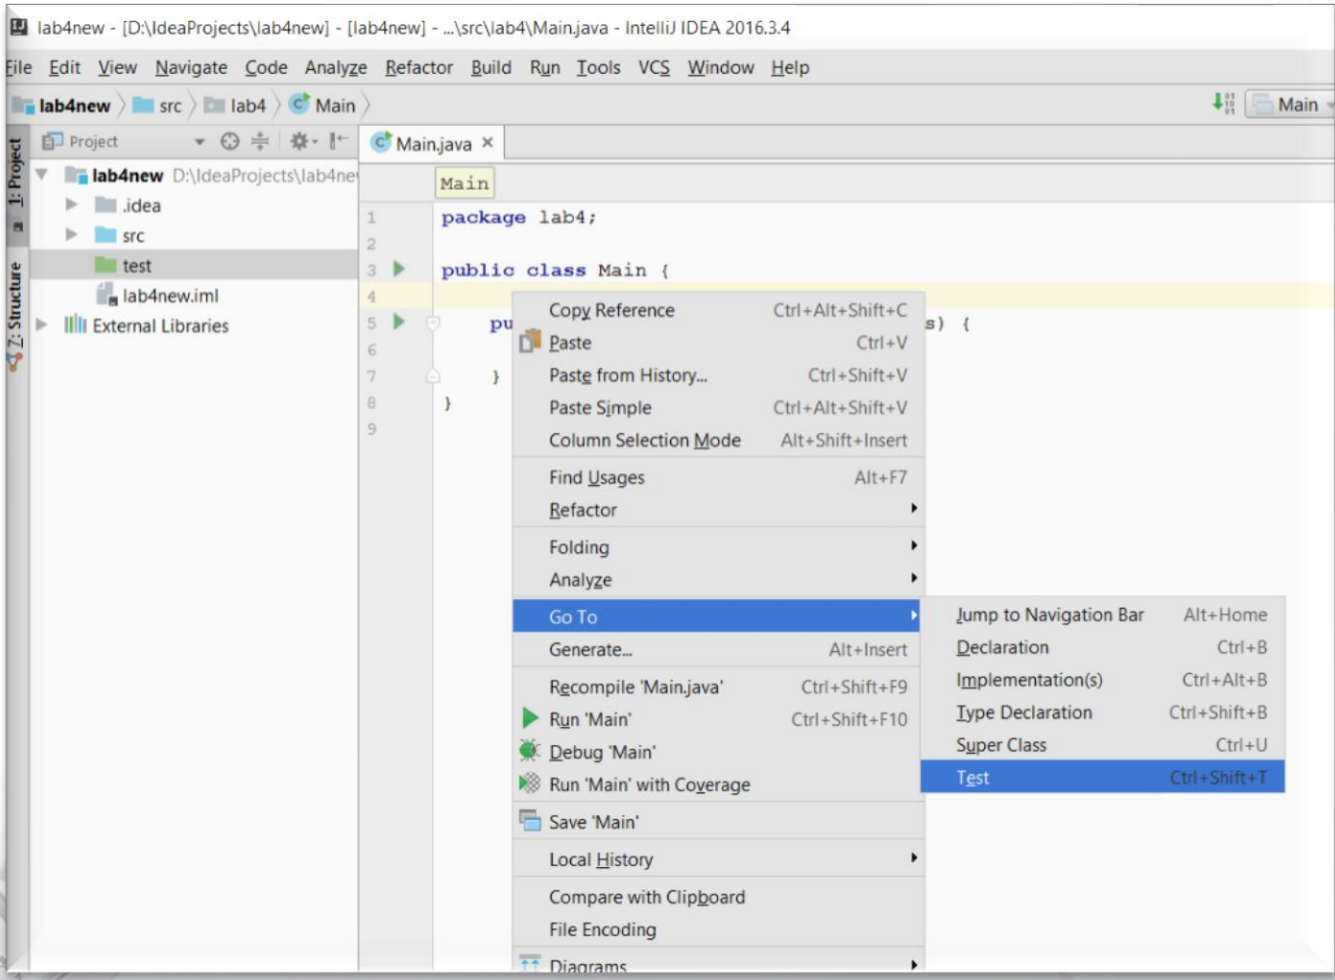 lab4new - [D:\IdeaProjects\lab4new] - [lab4new] - ...\src\lab4\Main.java - IntelliJ IDEA 2016.3.4
File Edit View Navigate Code Analyze Refactor Build Run Tools VCS Window Help
lab4new src lab4 Main
Main
1: Project
7: Structure
Project
lab4new D:\IdeaProjects\lab4ne
.idea
src
test
lab4new.iml
External Libraries
Main.java
Main
1 package lab4;
2
3 public class Main {
4
5 pu s) {
6
7 }
8 }
9
Copy Reference Ctrl+Alt+Shift+C
Paste Ctrl+V
Paste from History... Ctrl+Shift+V
Paste Simple Ctrl+Alt+Shift+V
Column Selection Mode Alt+Shift+Insert
Find Usages Alt+F7
Refactor
Folding
Analyze
Go To
Generate... Alt+Insert
Recompile 'Main.java' Ctrl+Shift+F9
Run 'Main' Ctrl+Shift+F10
Debug 'Main'
Run 'Main' with Coverage
Save 'Main'
Local History
Compare with Clipboard
File Encoding
Diagrams
Jump to Navigation Bar Alt+Home
Declaration Ctrl+B
Implementation(s) Ctrl+Alt+B
Type Declaration Ctrl+Shift+B
Super Class Ctrl+U
Test Ctrl+Shift+T